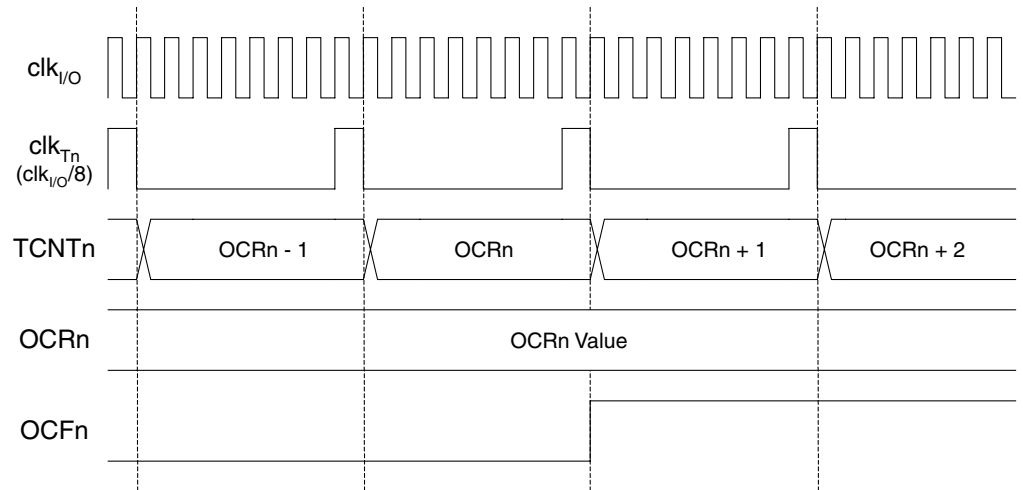 clkI/O
clkTn
(clkI/O/8)
TCNTn OCRn - 1 OCRn OCRn + 1 OCRn + 2
OCRn OCRn Value
OCFn